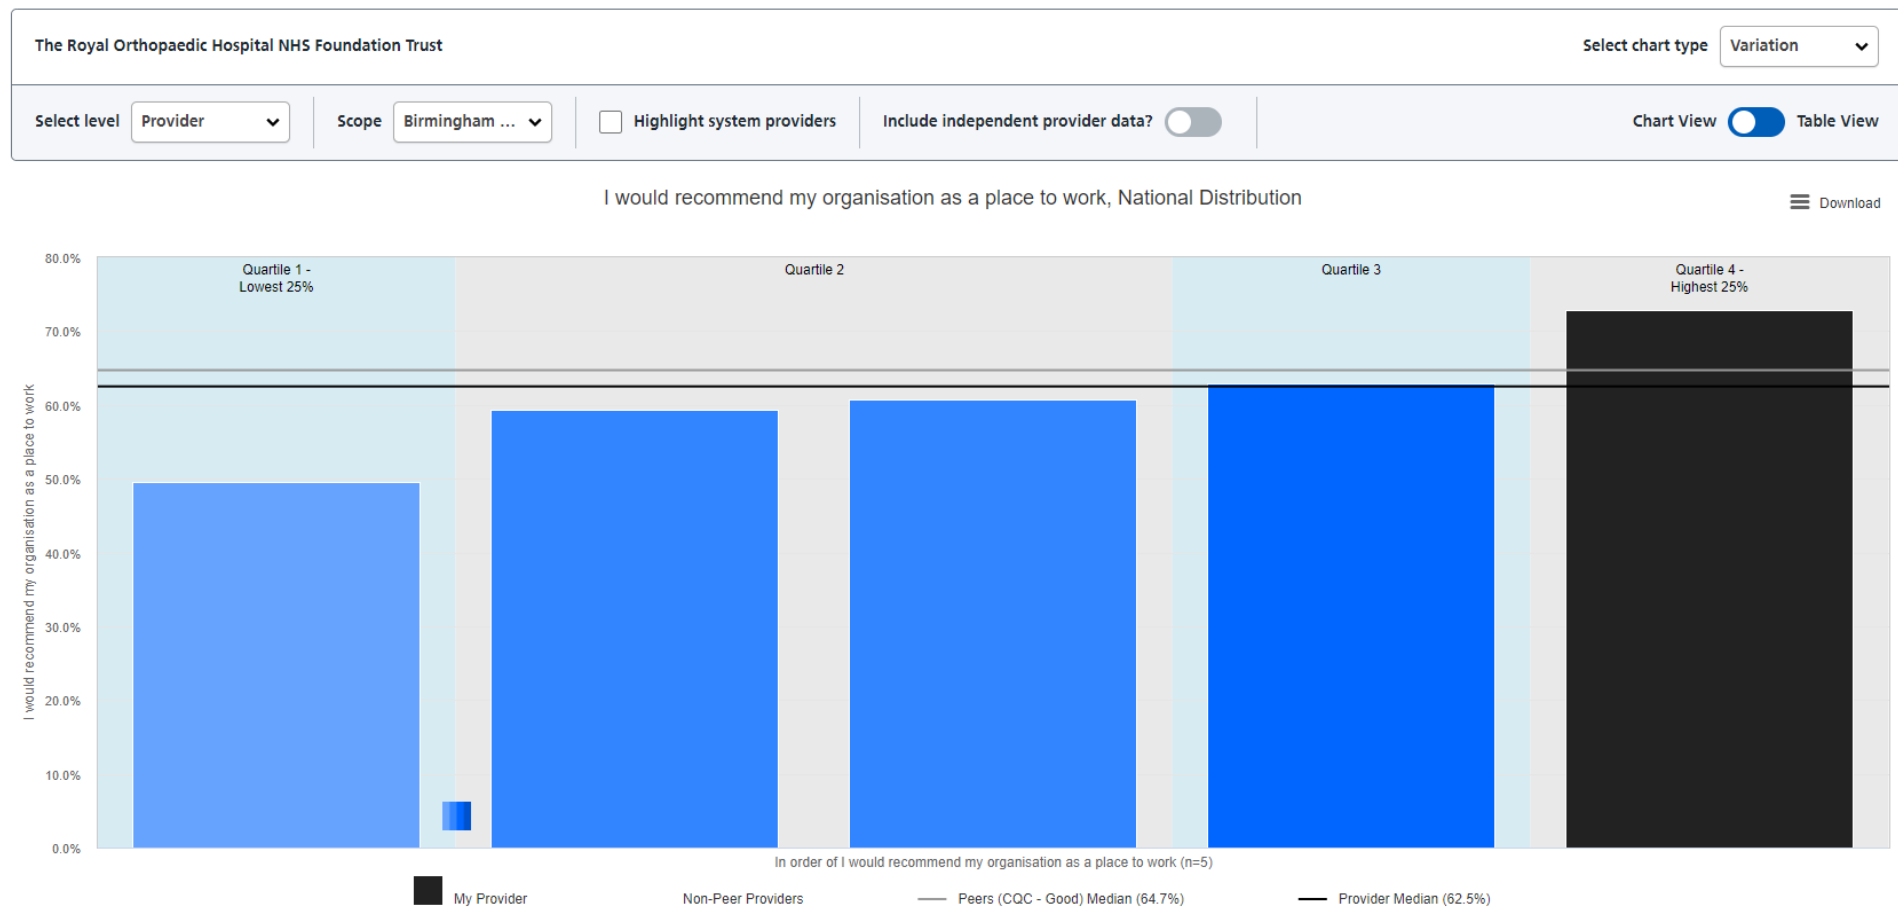 The Royal Orthopaedic Hospital NHS Foundation Trust
Select chart type
Variation
Select level
Provider
Scope
Birmingham ...
Highlight system providers
Include independent provider data?
Chart View
Table View
I would recommend my organisation as a place to work, National Distribution
Download
Quartile 1 -
Lowest 25%
Quartile 2
Quartile 3
Quartile 4 -
Highest 25%
80.0%
70.0%
60.0%
50.0%
40.0%
30.0%
20.0%
10.0%
0.0%
I would recommend my organisation as a place to work
In order of I would recommend my organisation as a place to work (n=5)
My Provider
Non-Peer Providers
Peers (CQC - Good) Median (64.7%)
Provider Median (62.5%)